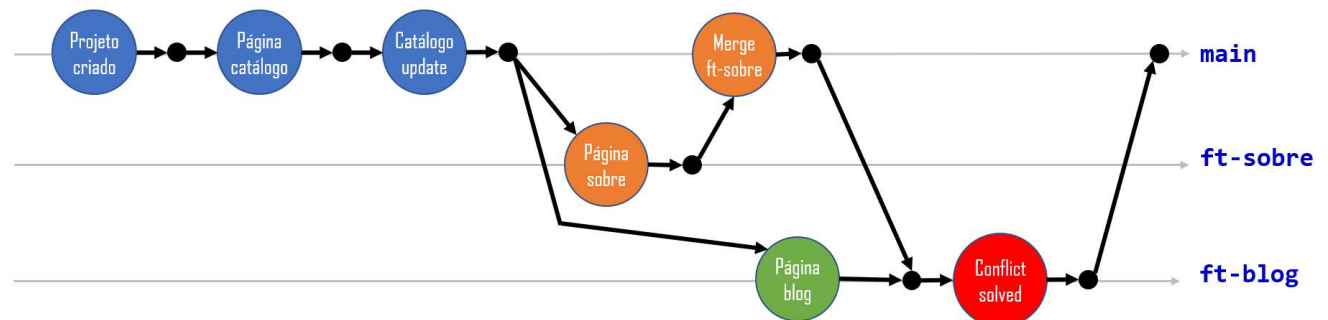 Projeto
criado
Página
catálogo
Catálogo
update
Merge
ft-sobre
main
Página
sobre
ft-sobre
Página
blog
Conflict
solved
ft-blog